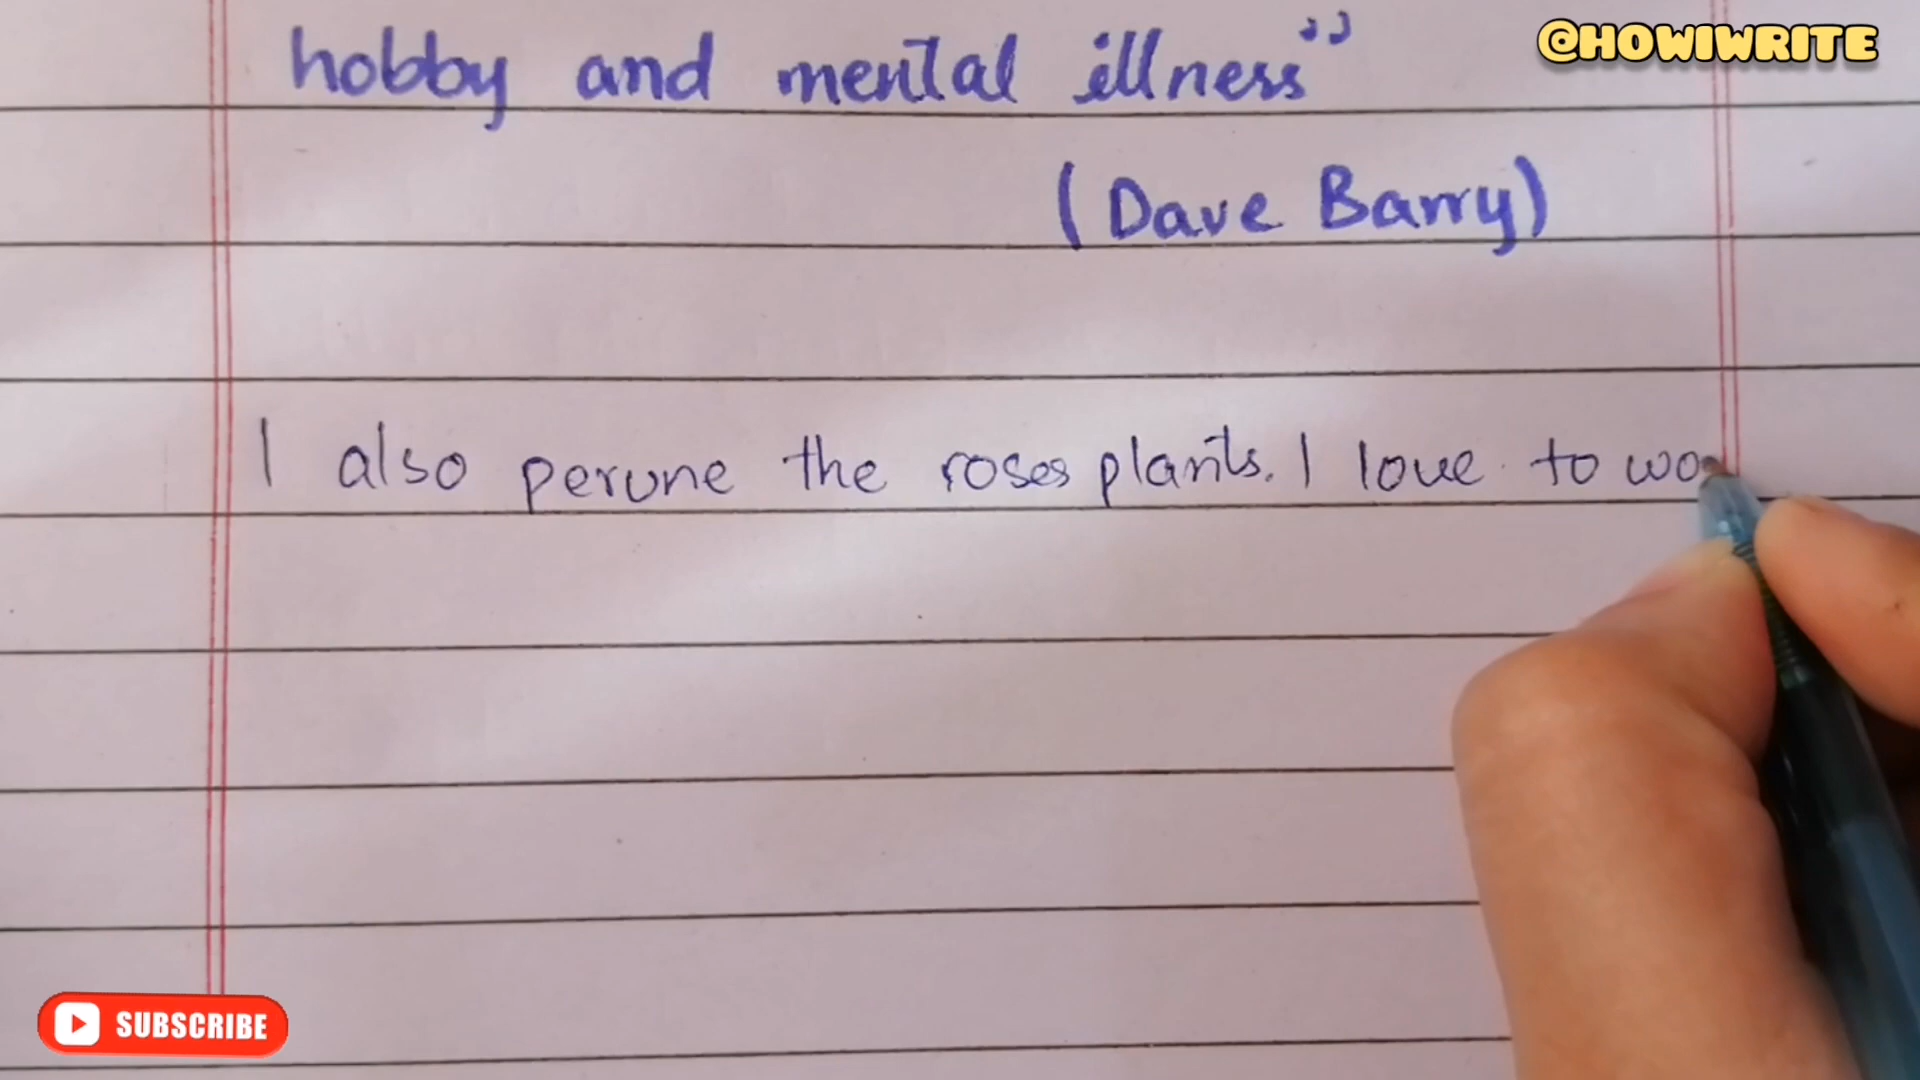 @HOWIWRITE
hobby and mental illness”
(Dave Barry)
I also perune the roses plants. I love to wo
SUBSCRIBE